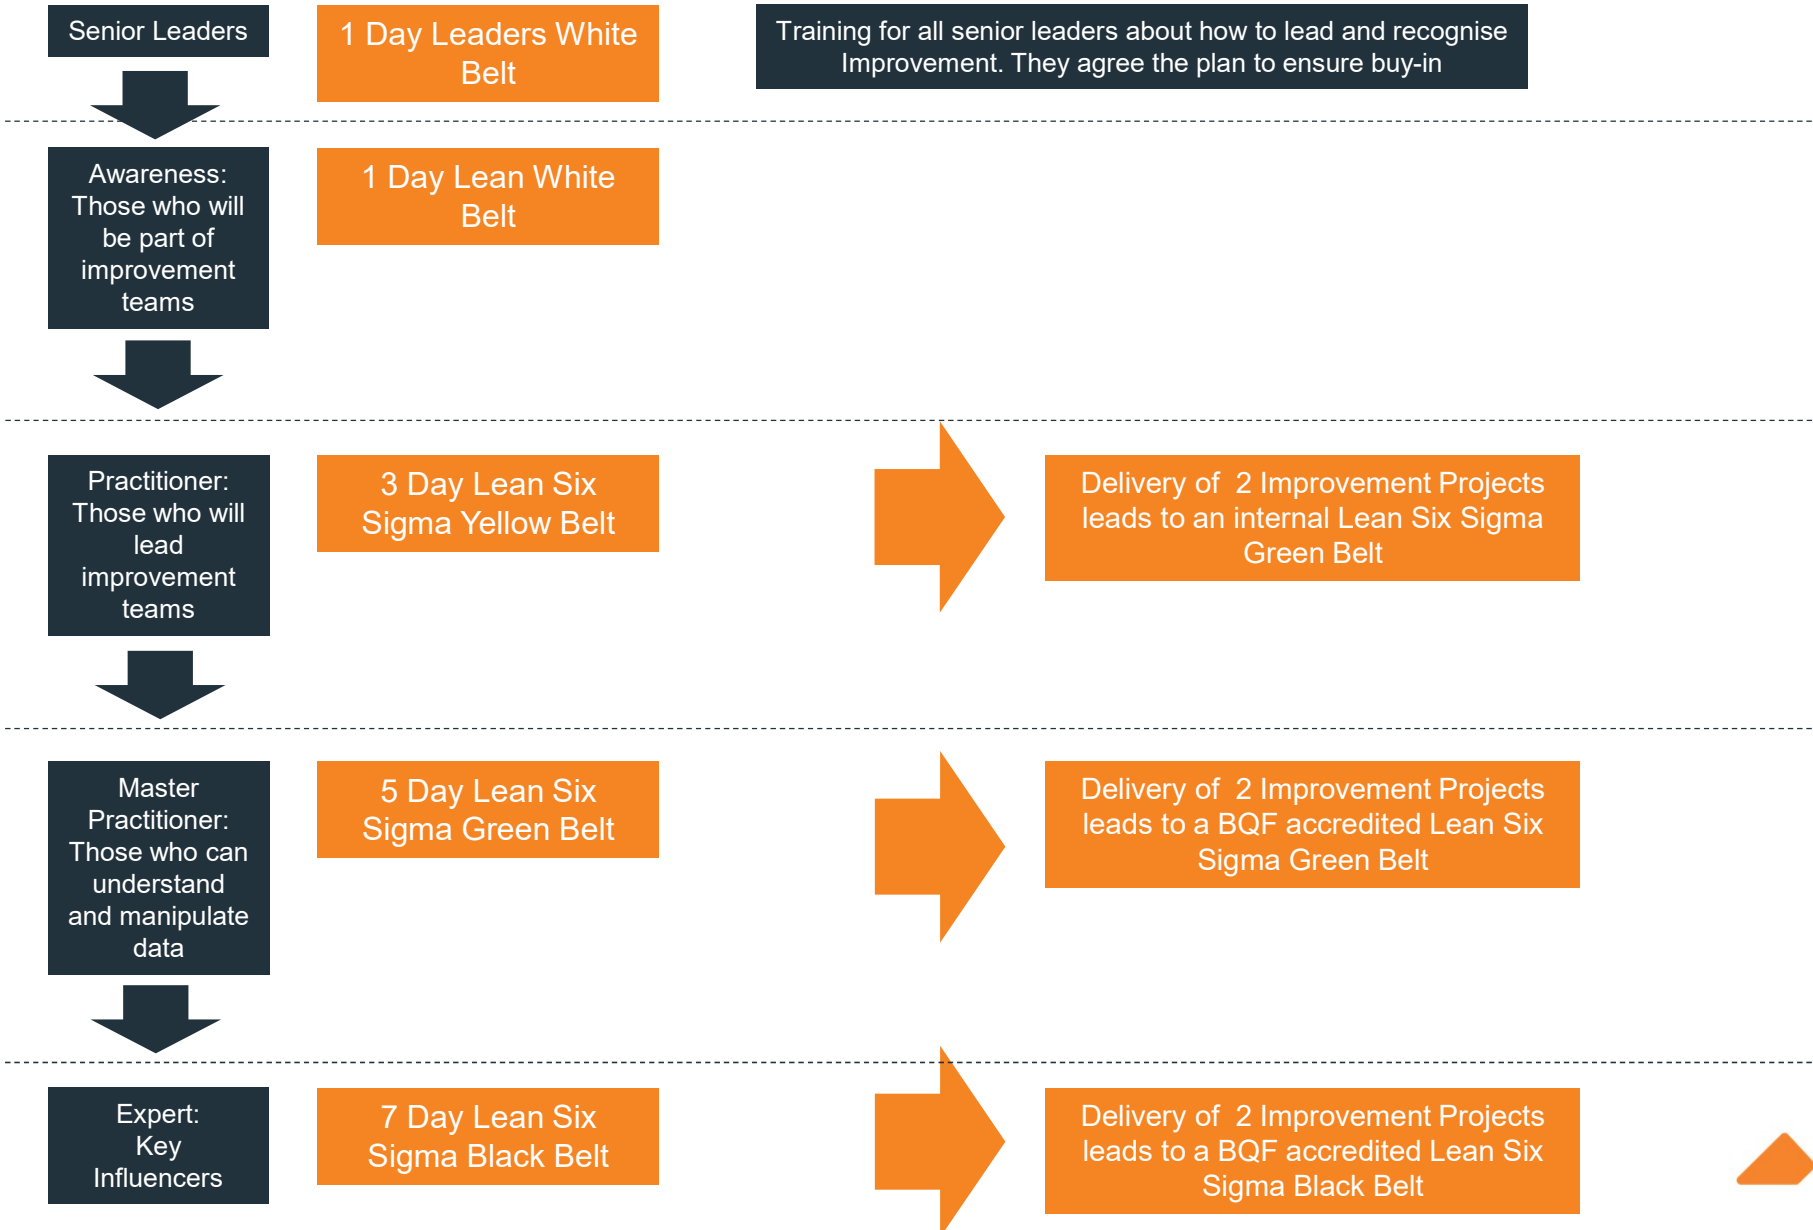 Senior Leaders
1 Day Leaders White
Belt
Training for all senior leaders about how to lead and recognise
Improvement. They agree the plan to ensure buy-in
Awareness:
Those who will
be part of
improvement
teams
1 Day Lean White
Belt
Practitioner:
Those who will
lead
improvement
teams
3 Day Lean Six
Sigma Yellow Belt
Delivery of 2 Improvement Projects
leads to an internal Lean Six Sigma
Green Belt
Master
Practitioner:
Those who can
understand
and manipulate
data
5 Day Lean Six
Sigma Green Belt
Delivery of 2 Improvement Projects
leads to a BQF accredited Lean Six
Sigma Green Belt
Expert:
Key
Influencers
7 Day Lean Six
Sigma Black Belt
Delivery of 2 Improvement Projects
leads to a BQF accredited Lean Six
Sigma Black Belt